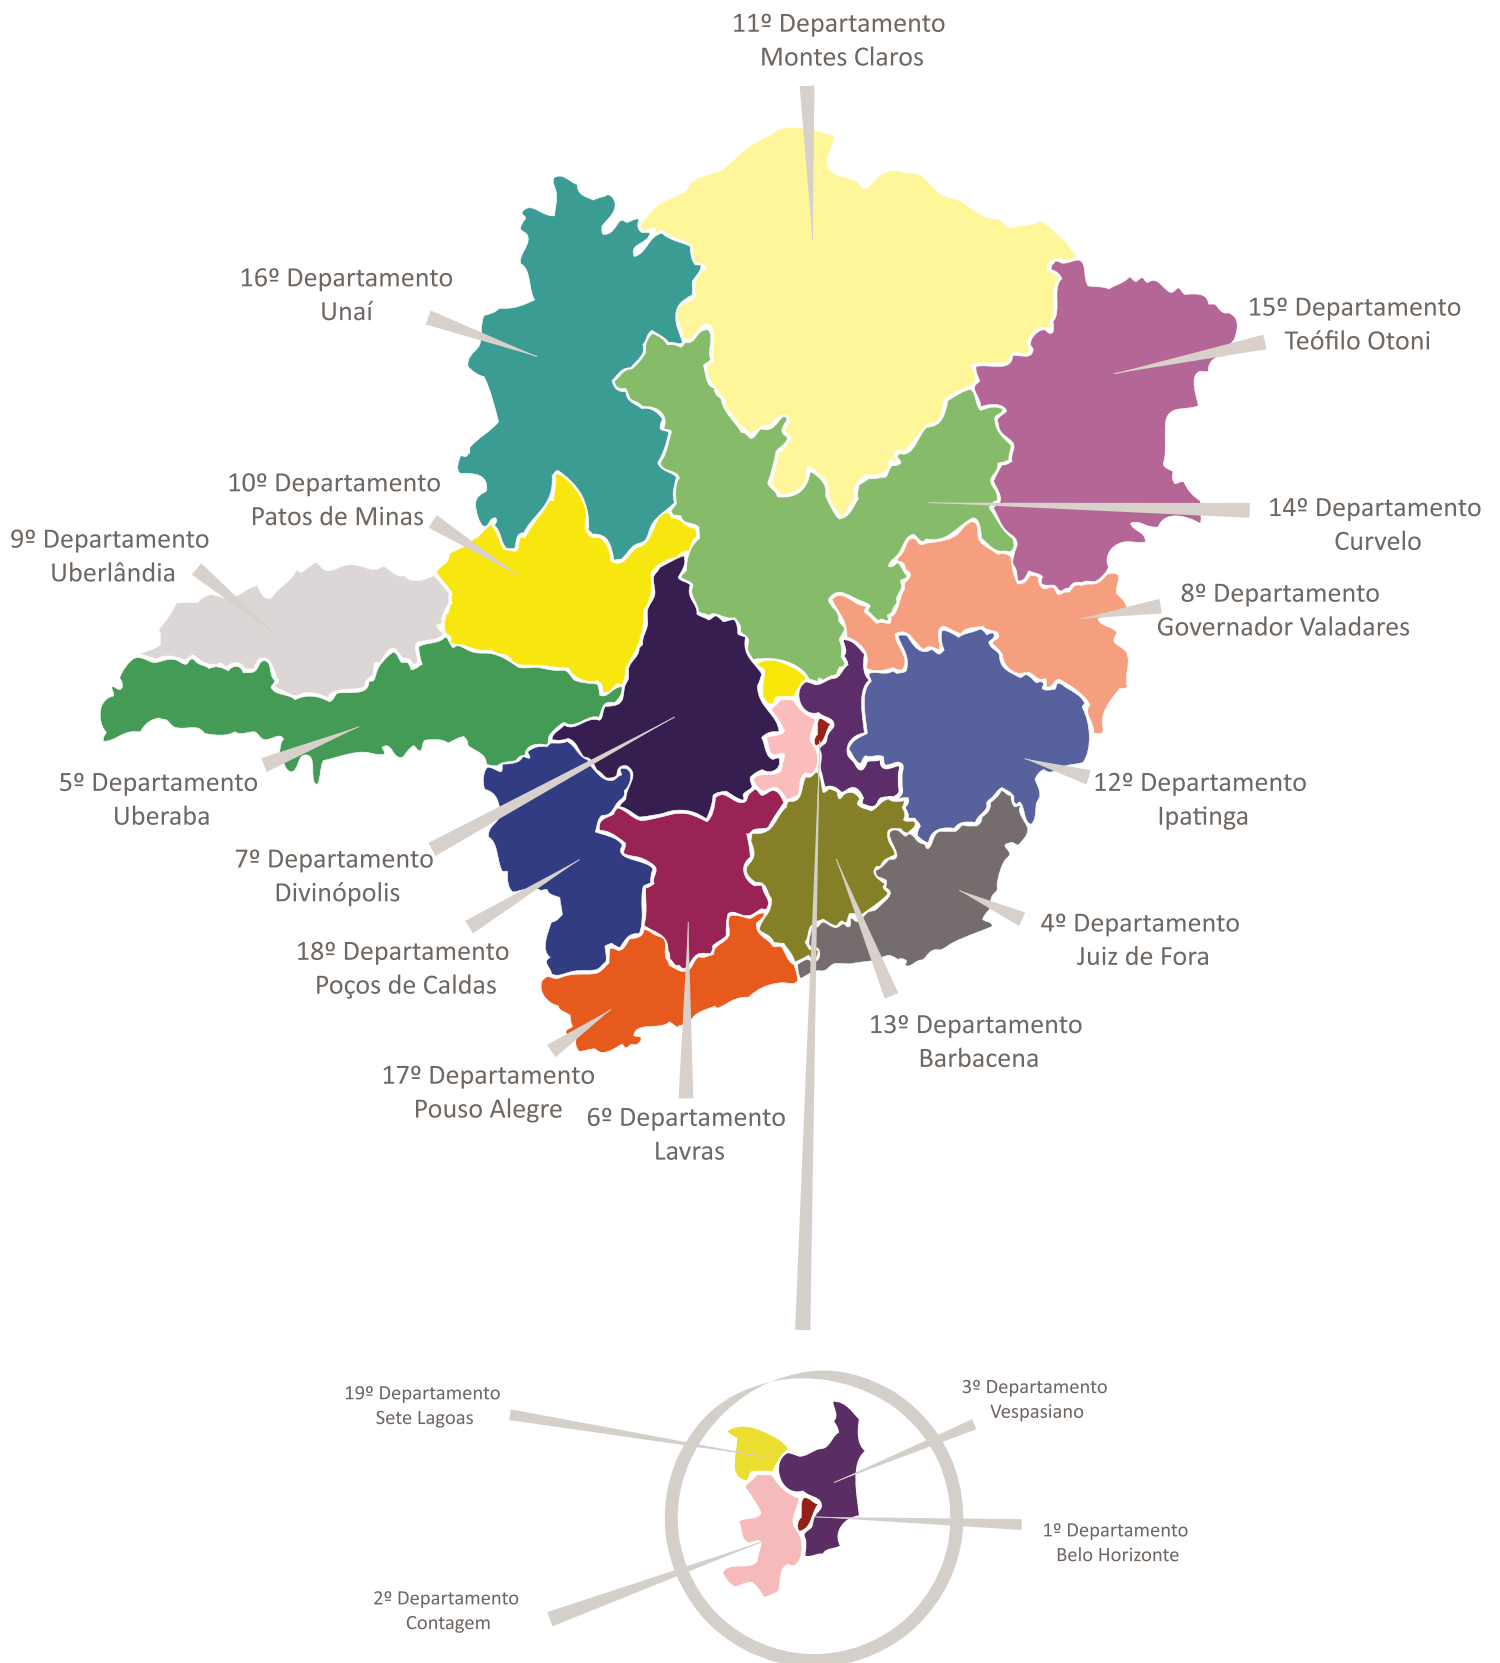 11º Departamento
Montes Claros
16º Departamento
Unaí
15º Departamento
Teófilo Otoni
10º Departamento
Patos de Minas
14º Departamento
Curvelo
9º Departamento
Uberlândia
8º Departamento
Governador Valadares
5º Departamento
Uberaba
12º Departamento
Ipatinga
7º Departamento
Divinópolis
4º Departamento
Juiz de Fora
18º Departamento
Poços de Caldas
13º Departamento
Barbacena
17º Departamento
Pouso Alegre
6º Departamento
Lavras
19º Departamento
Sete Lagoas
3º Departamento
Vespasiano
1º Departamento
Belo Horizonte
2º Departamento
Contagem